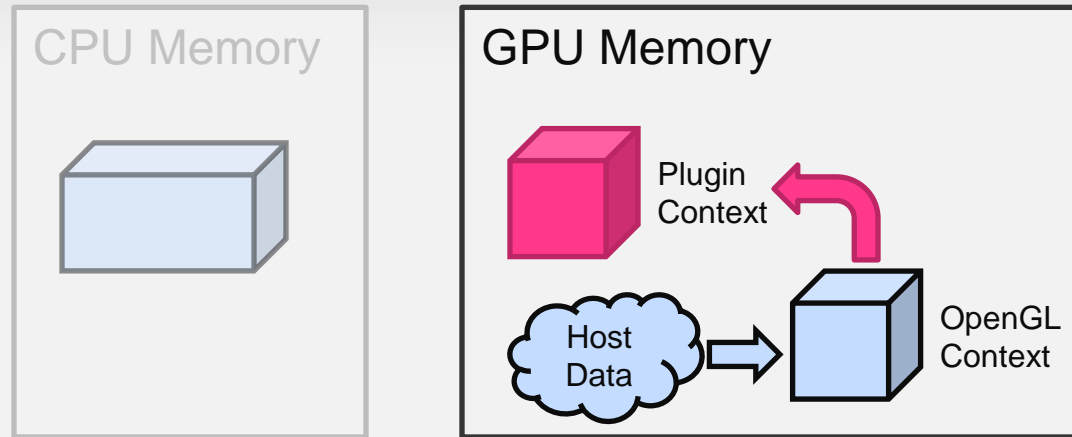 CPU Memory
GPU Memory
Plugin
Context
Host
Data
OpenGL
Context